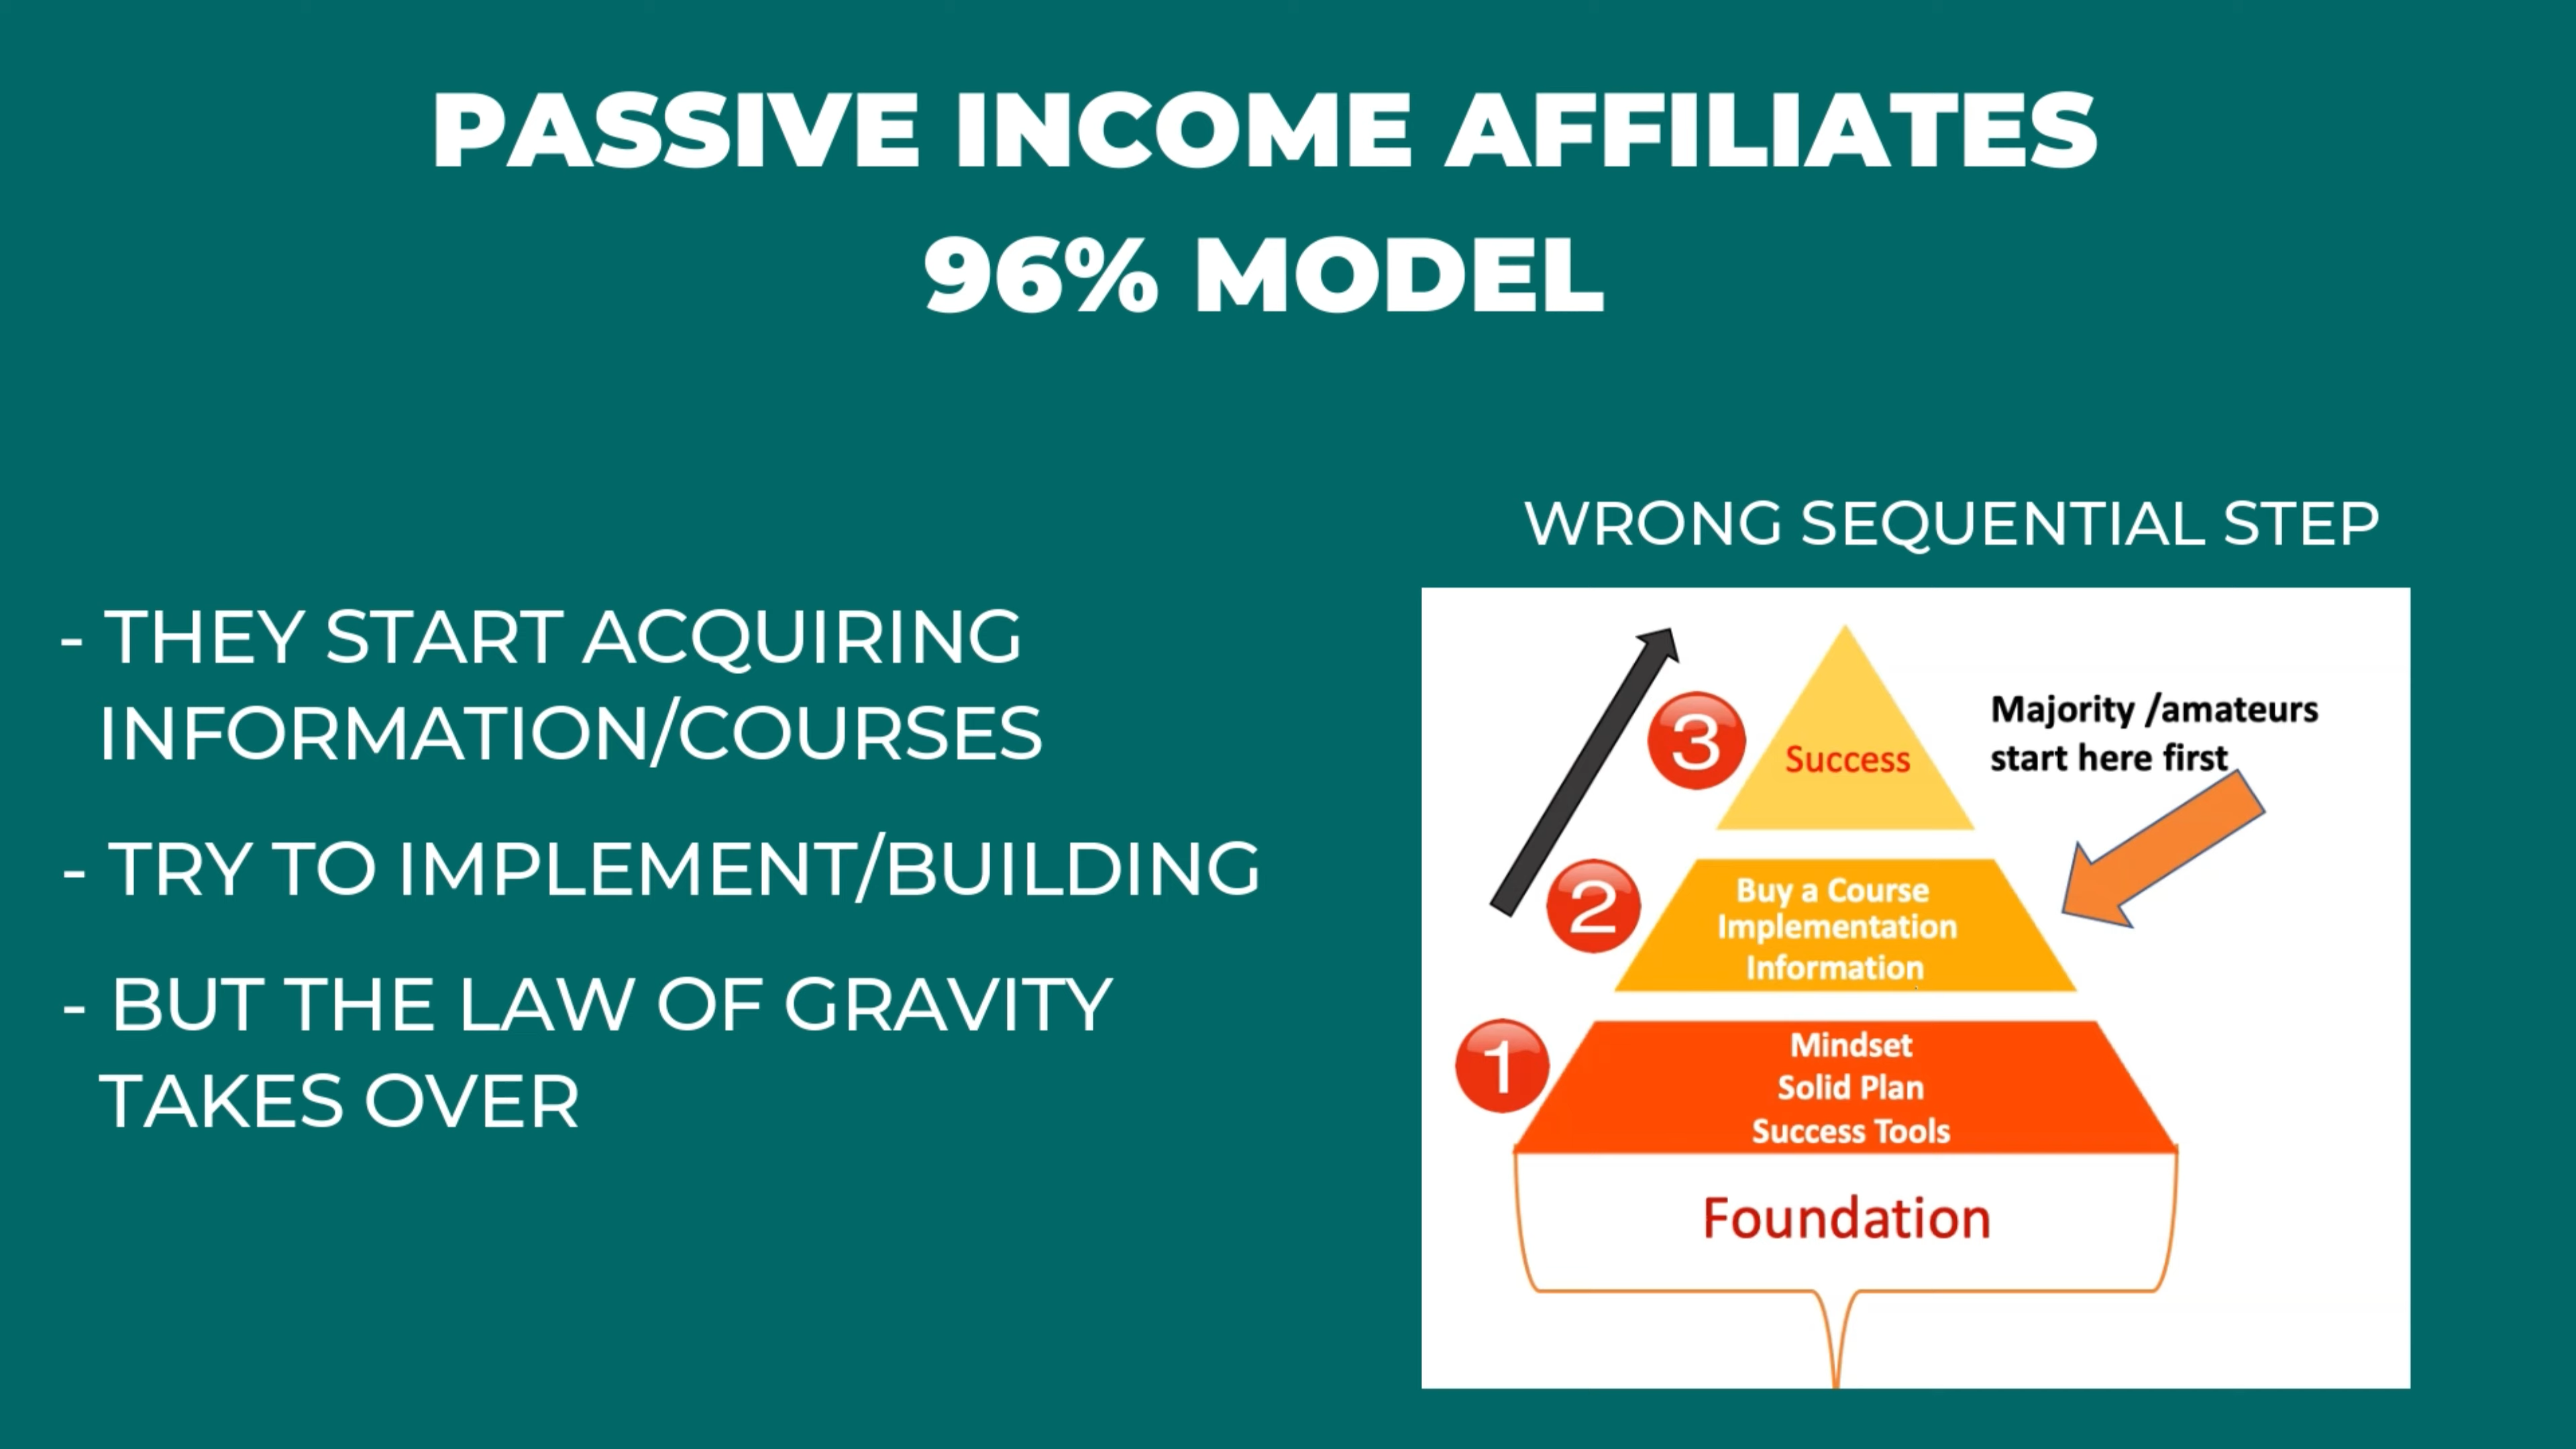 PASSIVE INCOME AFFILIATES
96% MODEL
- THEY START ACQUIRING
INFORMATION/COURSES
- TRY TO IMPLEMENT/BUILDING
- BUT THE LAW OF GRAVITY
TAKES OVER
WRONG SEQUENTIAL STEP
3
Success
Majority /amateurs
start here first
2
Buy a Course
Implementation
Information
1
Mindset
Solid Plan
Success Tools
Foundation